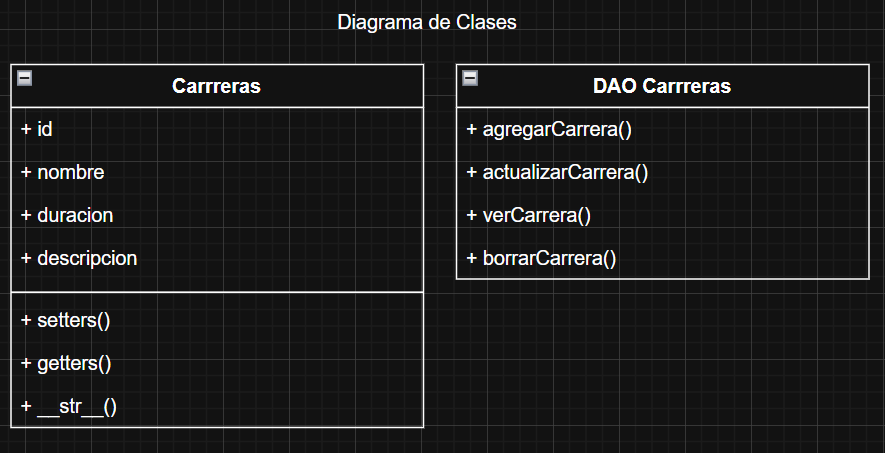 Diagrama de Clases
Carrreras
+ id
+ nombre
+ duracion
+ descripcion
+ setters()
+ getters()
+ __str__()
DAO Carrreras
+ agregarCarrera()
+ actualizarCarrera()
+ verCarrera()
+ borrarCarrera()